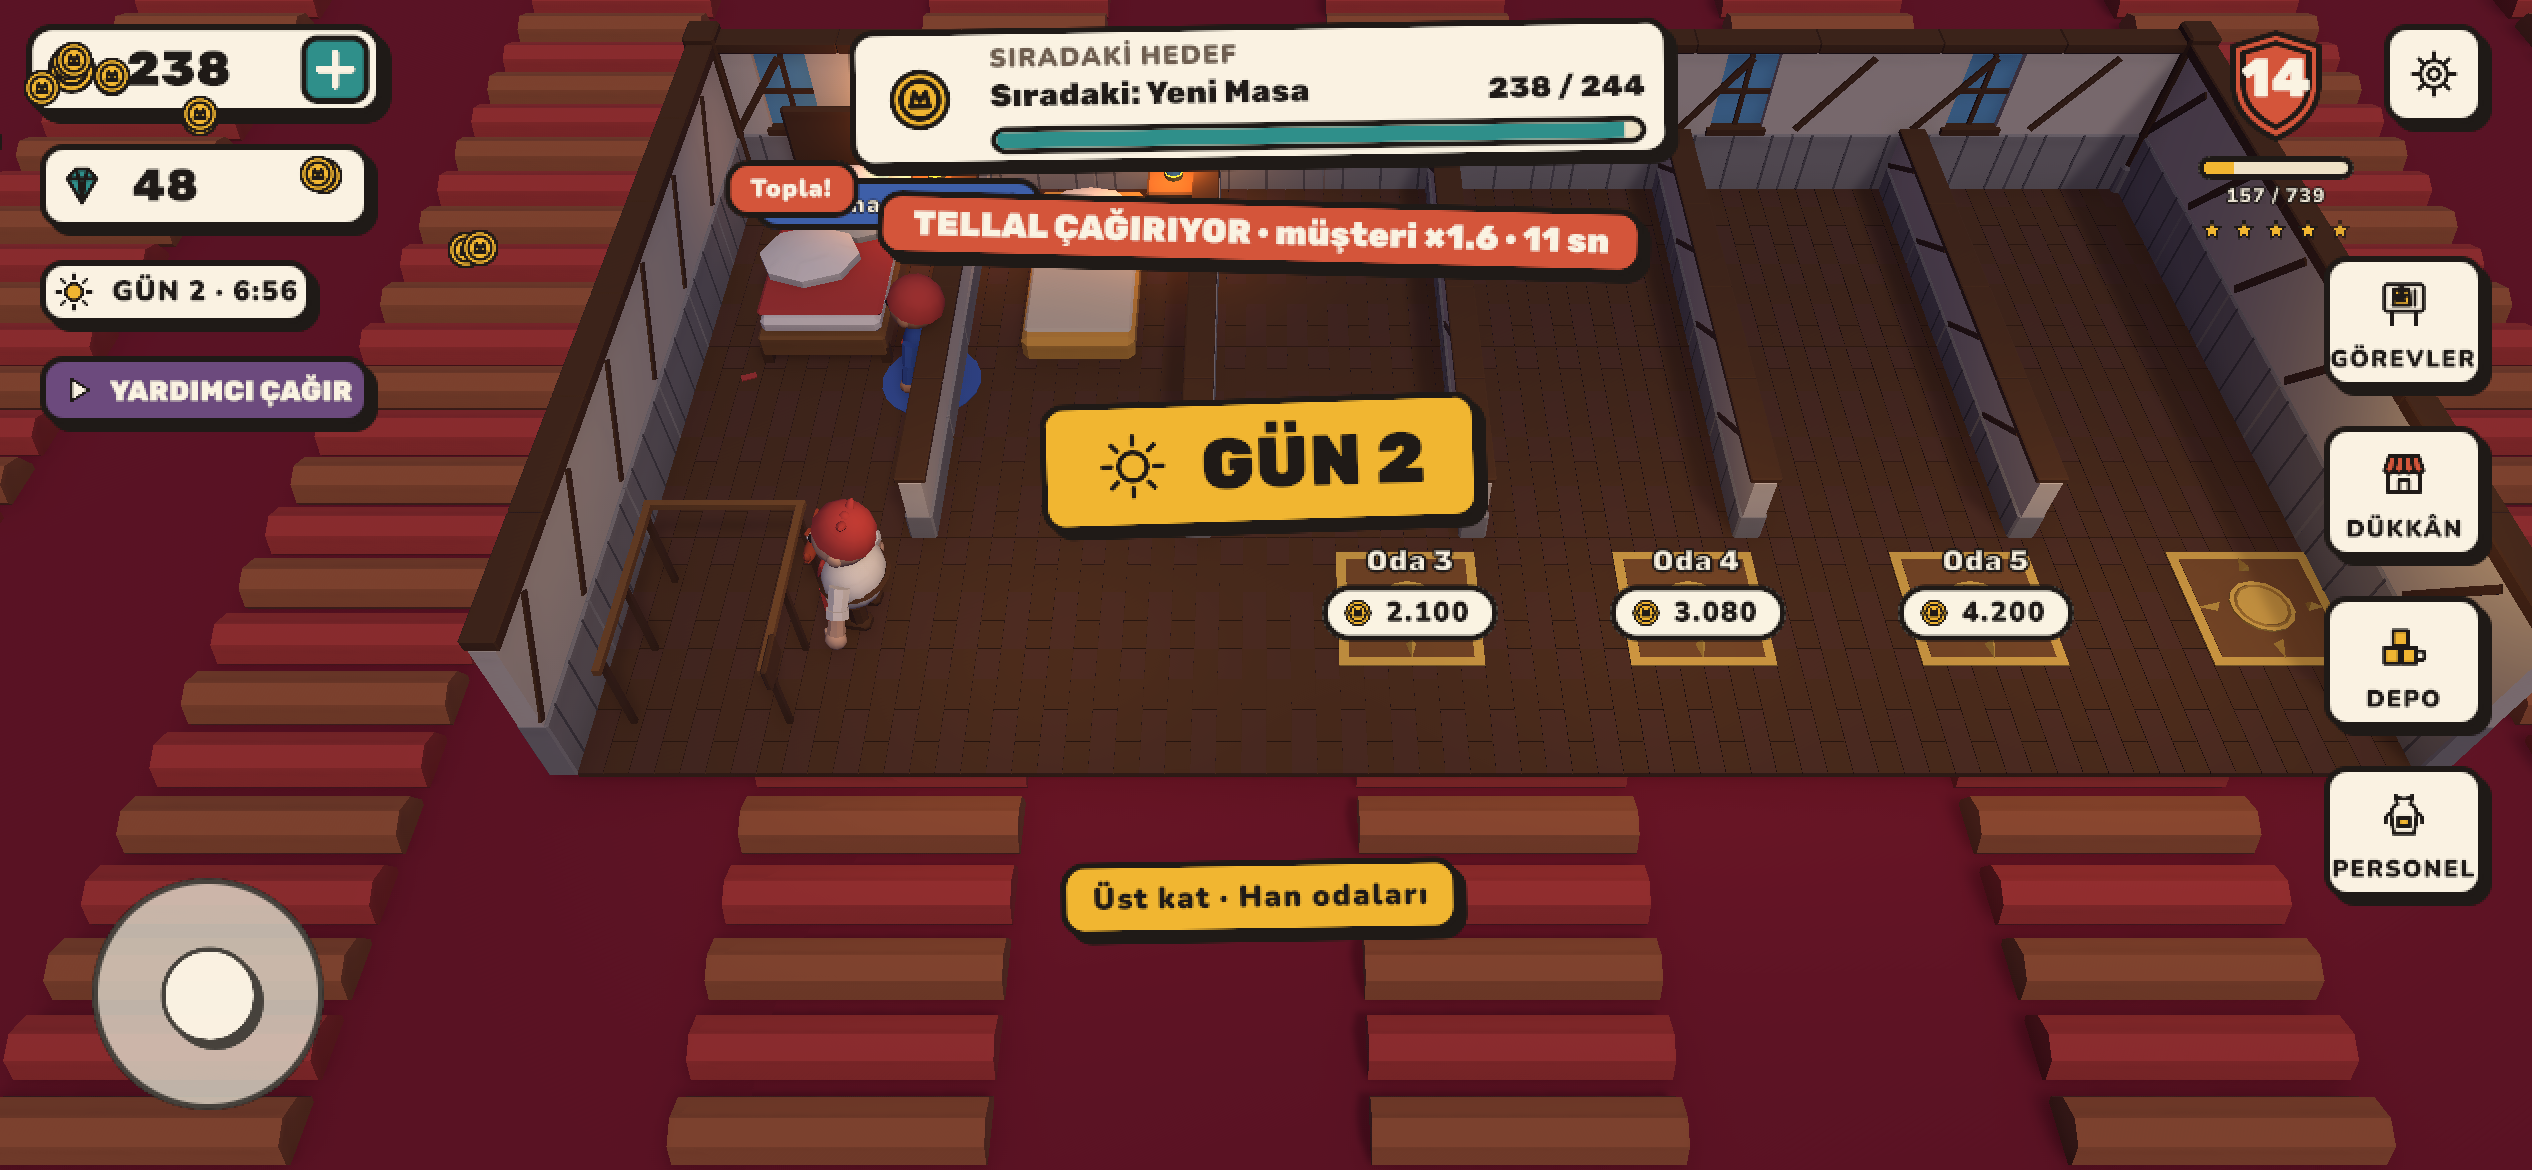 238
48
GÜN 2 · 6:56
YARDIMCI ÇAĞIR
SIRADAKİ HEDEF
Sıradaki: Yeni Masa
238 / 244
Topla!
TELLAL ÇAĞIRIYOR · müşteri ×1.6 · 11 sn
14
157 / 739
GÖREVLER
DÜKKÂN
DEPO
PERSONEL
GÜN 2
Oda 3
2.100
Oda 4
3.080
Oda 5
4.200
Üst kat · Han odaları